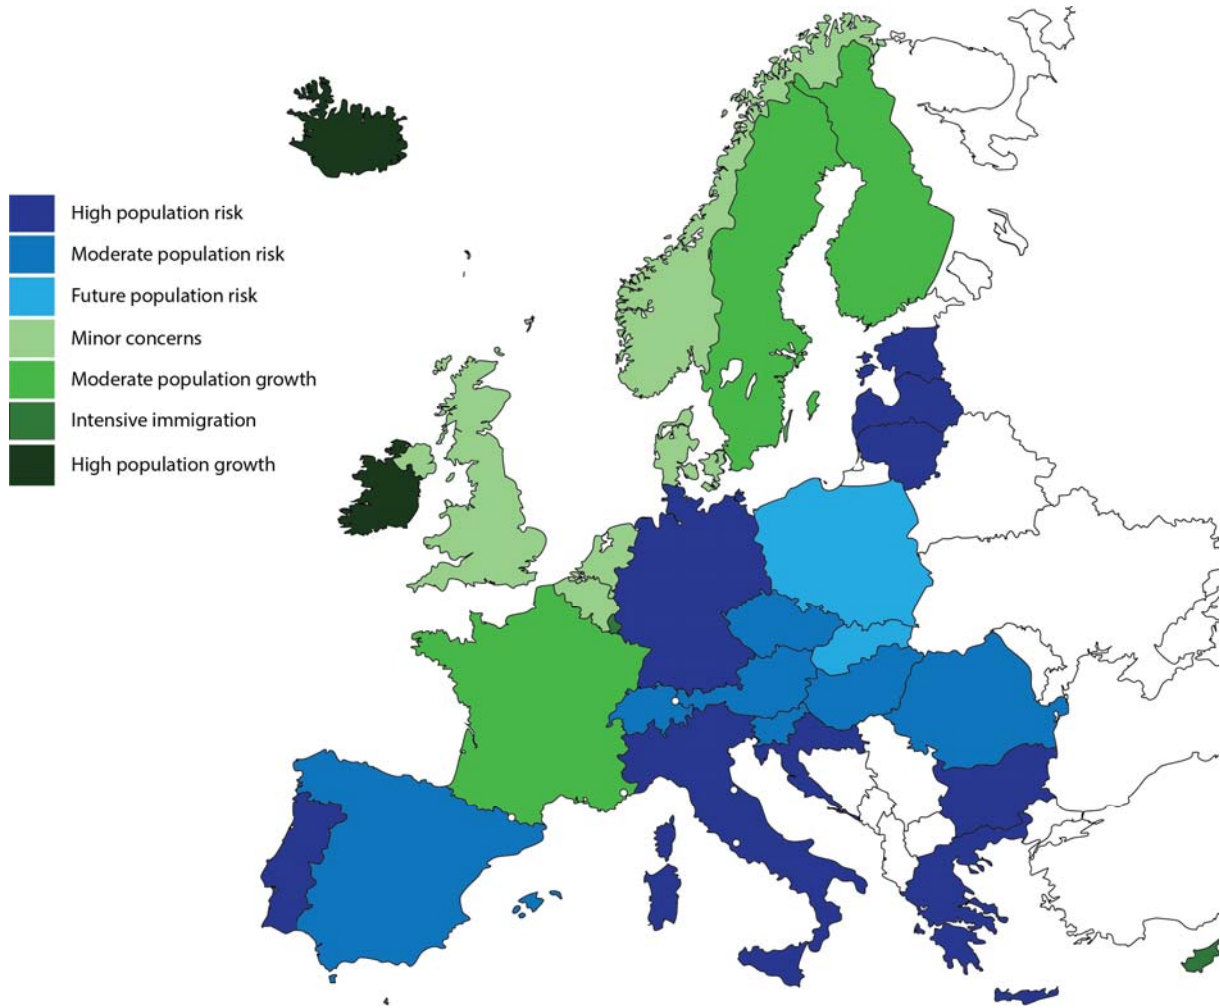 High population risk
Moderate population risk
Future population risk
Minor concerns
Moderate population growth
Intensive immigration
High population growth